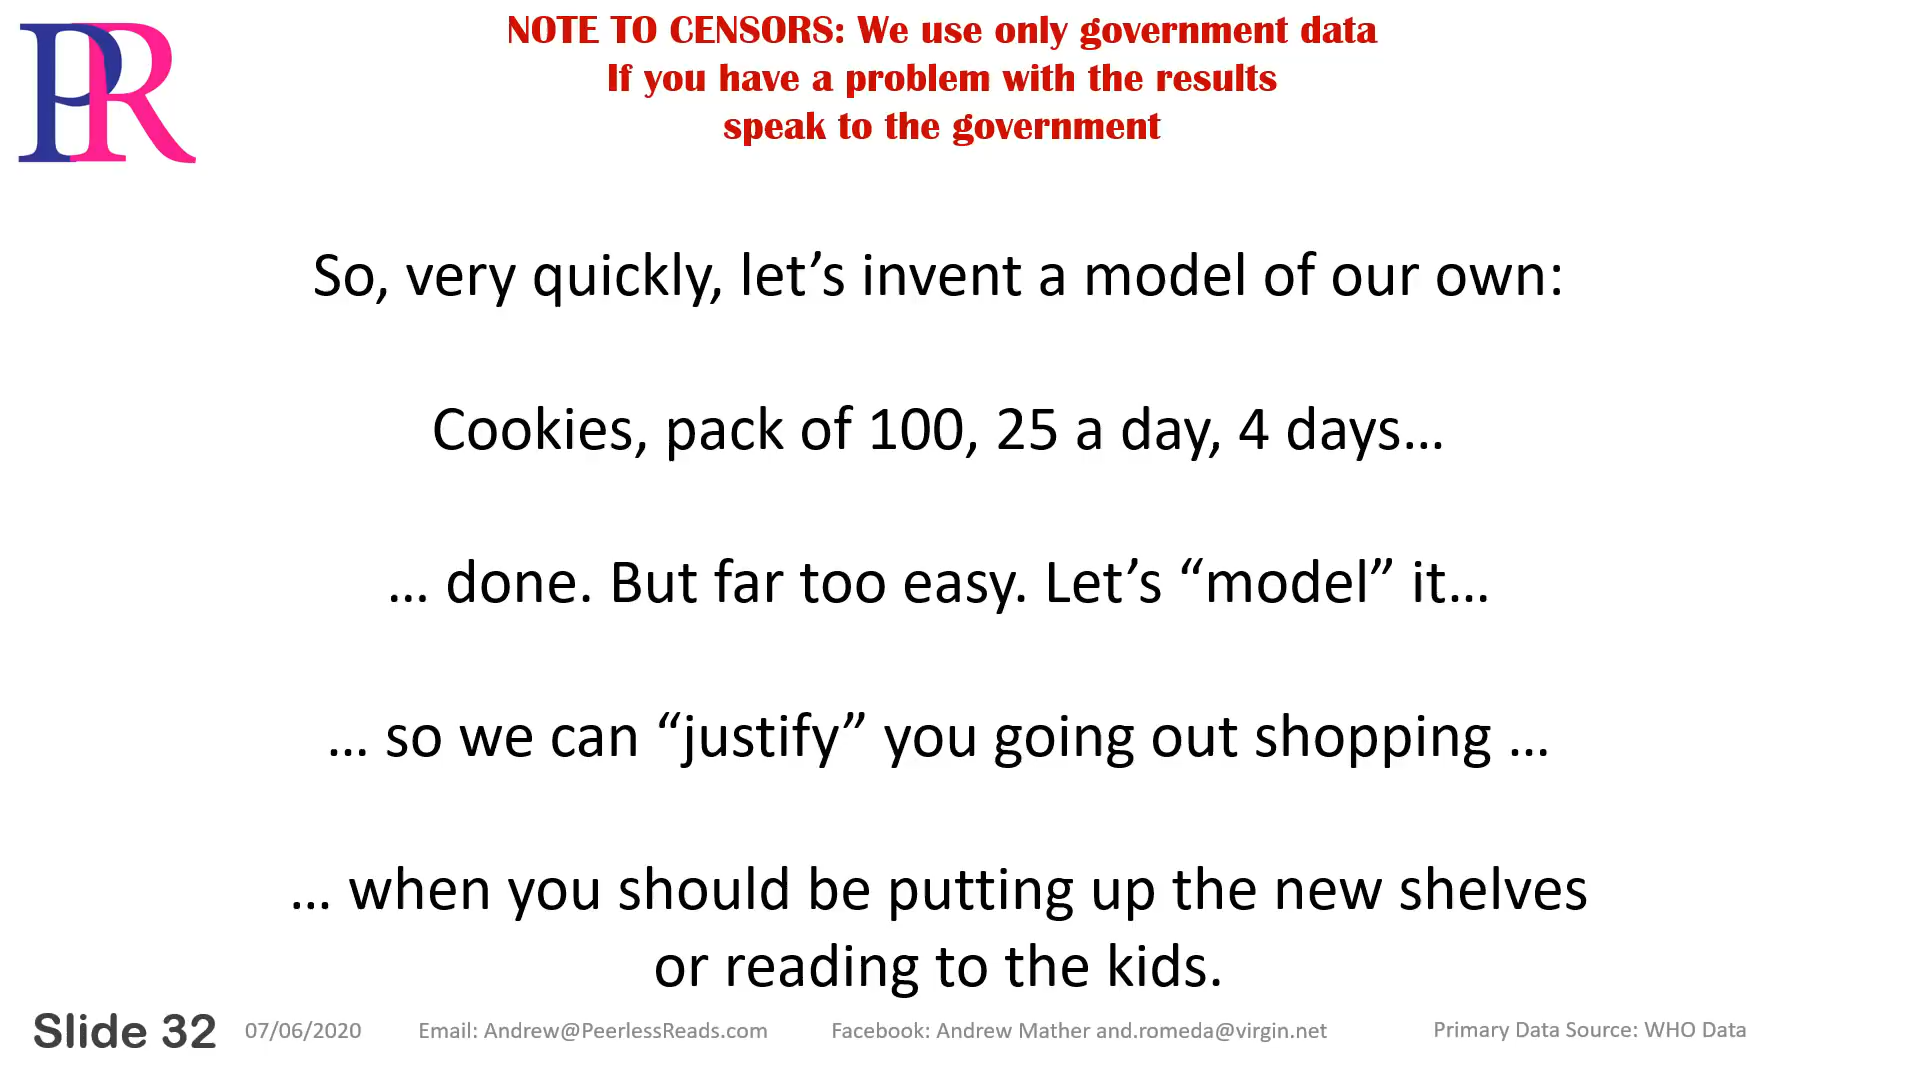 PR
NOTE TO CENSORS: We use only government data
If you have a problem with the results
speak to the government
So, very quickly, let’s invent a model of our own:
Cookies, pack of 100, 25 a day, 4 days…
… done. But far too easy. Let’s “model” it…
… so we can “justify” you going out shopping …
… when you should be putting up the new shelves
or reading to the kids.
Slide 32 07/06/2020 Email: Andrew@PeerlessReads.com Facebook: Andrew Mather and.romeda@virgin.net Primary Data Source: WHO Data